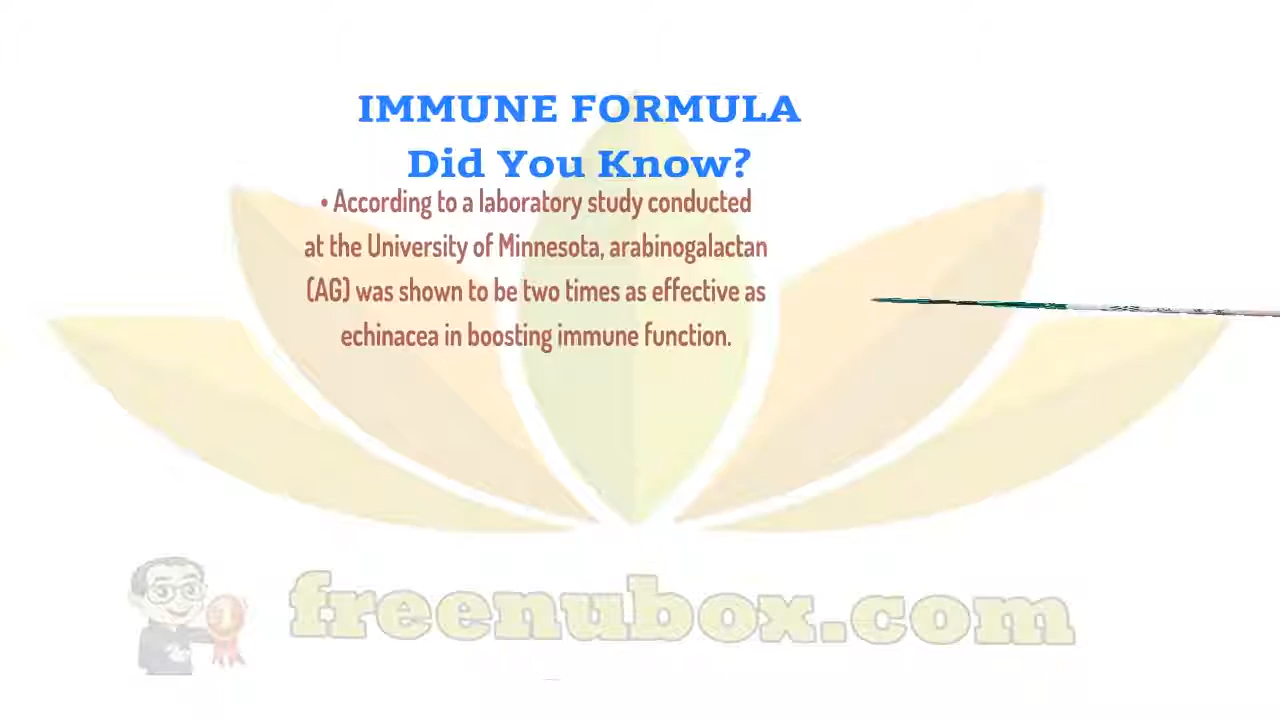 IMMUNE FORMULA
Did You Know?
• According to a laboratory study conducted
at the University of Minnesota, arabinogalactan
(AG) was shown to be two times as effective as
echinacea in boosting immune function.
freenubox.com